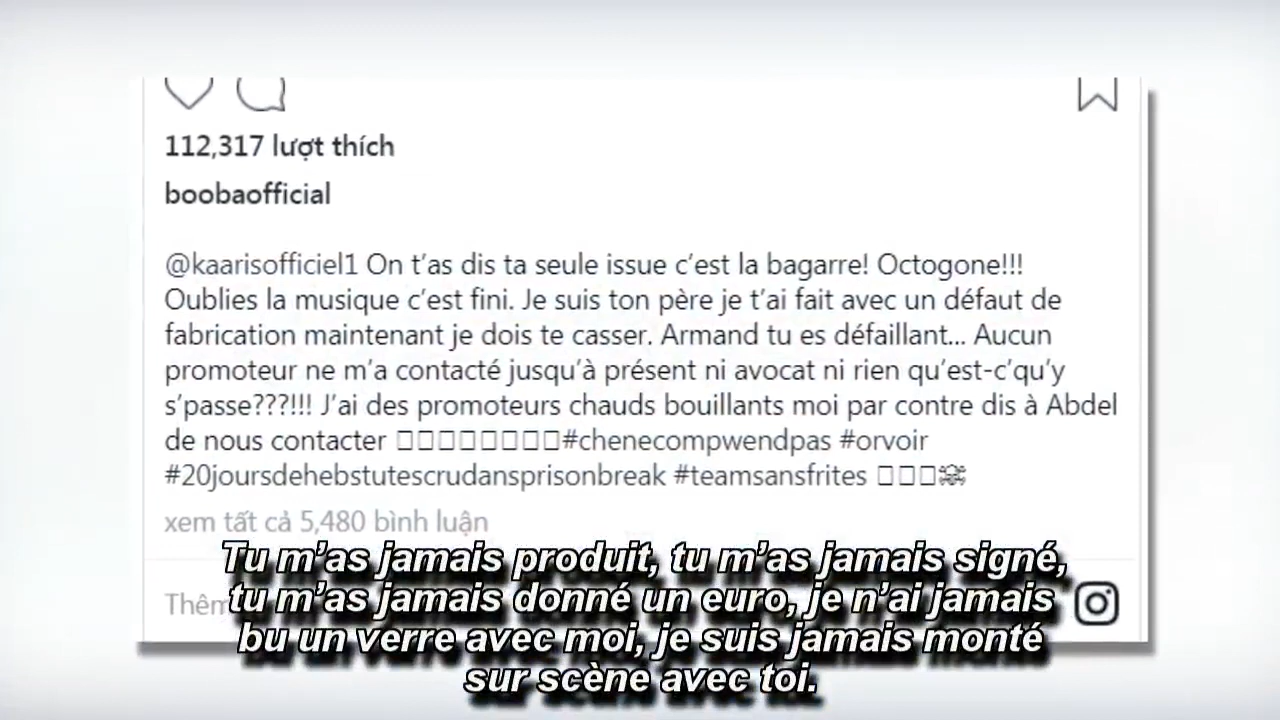 112,317 lượt thích
boobaofficial
@kaarisofficiel1 On t’as dis ta seule issue c’est la bagarre! Octogone!!!
Oublies la musique c’est fini. Je suis ton père je t’ai fait avec un défaut de
fabrication maintenant je dois te casser. Armand tu es défaillant... Aucun
promoteur ne m’a contacté jusqu’à présent ni avocat ni rien qu’est-c’qu’y
s’passe???!!! J’ai des promoteurs chauds bouillants moi par contre dis à Abdel
de nous contacter □□□□□□□□#chenecompwendpas #orvoir
#20joursdehebstutescrudansprisonbreak #teamsansfrites □□□
xem tất cả 5,480 bình luận
Tu m’as jamais produit, tu m’as jamais signé,
tu m’as jamais donné un euro, je n’ai jamais
bu un verre avec moi, je suis jamais monté
sur scène avec toi.